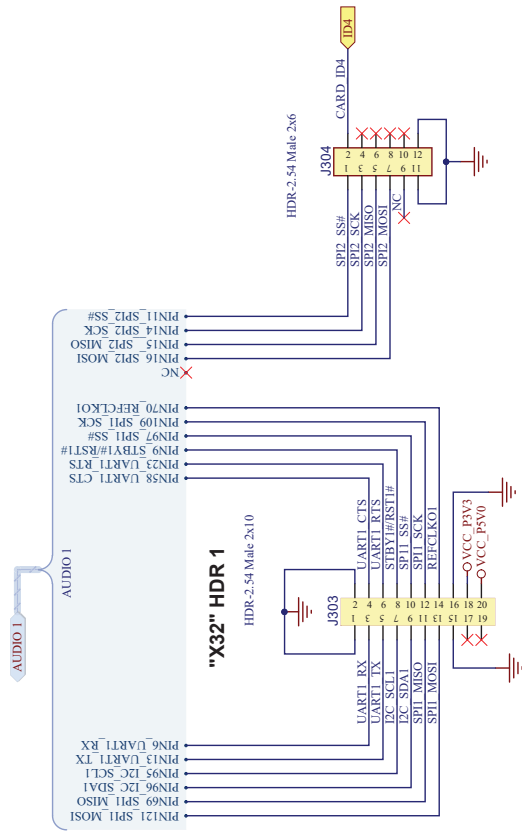 ID4
CARD_ID4
HDR-2.54 Male 2x6
J304
2 4 6 8 10 12
1 3 5 7 9 11
NC
SPI2_SS#
SPI2_SCK
SPI2_MISO
SPI2_MOSI
PIN11_SPI2_SS#
PIN14_SPI2_SCK
PIN15_SPI2_MISO
PIN16_SPI2_MOSI
NC
PIN70_REFCLKO1
PIN109_SPI1_SCK
PIN97_SPI1_SS#
PIN9_STBY1#/RST1#
PIN23_UART1_RTS
PIN58_UART1_CTS
AUDIO 1
AUDIO 1
"X32" HDR 1
HDR-2.54 Male 2x10
UART1_CTS
UART1_RTS
STBY1#/RST1#
SPI1_SS#
SPI1_SCK
REFCLKO1
VCC_P3V3
VCC_P5V0
J303
2 4 6 8 10 12 14 16 18 20
1 3 5 7 9 11 13 15 17 19
UART1_RX
UART1_TX
I2C_SCL1
I2C_SDA1
SPI1_MISO
SPI1_MOSI
PIN6_UART1_RX
PIN13_UART1_TX
PIN95_I2C_SCL1
PIN96_I2C_SDA1
PIN69_SPI1_MISO
PIN121_SPI1_MOSI